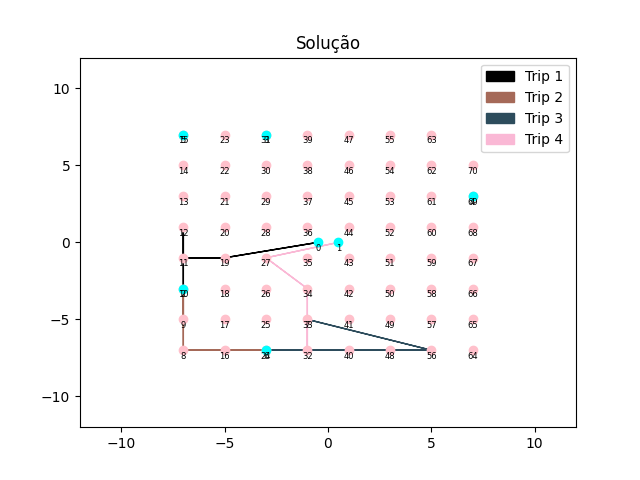 Solução
Trip 1
Trip 2
Trip 3
Trip 4
10
15 23 31 39 47 55 63
5
14 22 30 38 46 54 62 70
13 21 29 37 45 53 61 69
12 20 28 36 44 52 60 68
0
0 1
11 19 27 35 43 51 59 67
10 18 26 34 42 50 58 66
−5
9 17 25 33 41 49 57 65
8 16 24 32 40 48 56 64
−10
−10 −5 0 5 10